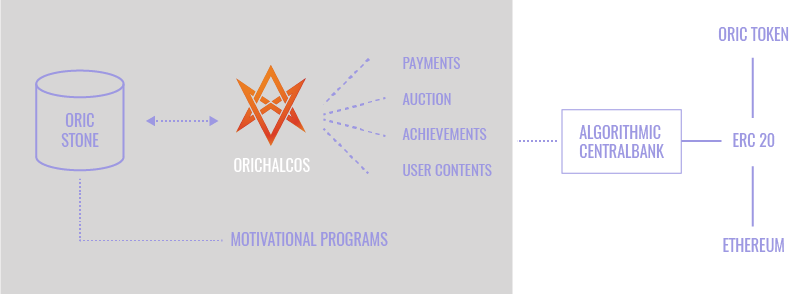 ORIC TOKEN
PAYMENTS
AUCTION
ORIC
STONE
ACHIEVEMENTS
ALGORITHMIC
CENTRALBANK
ERC 20
ORICHALCOS
USER CONTENTS
MOTIVATIONAL PROGRAMS
ETHEREUM